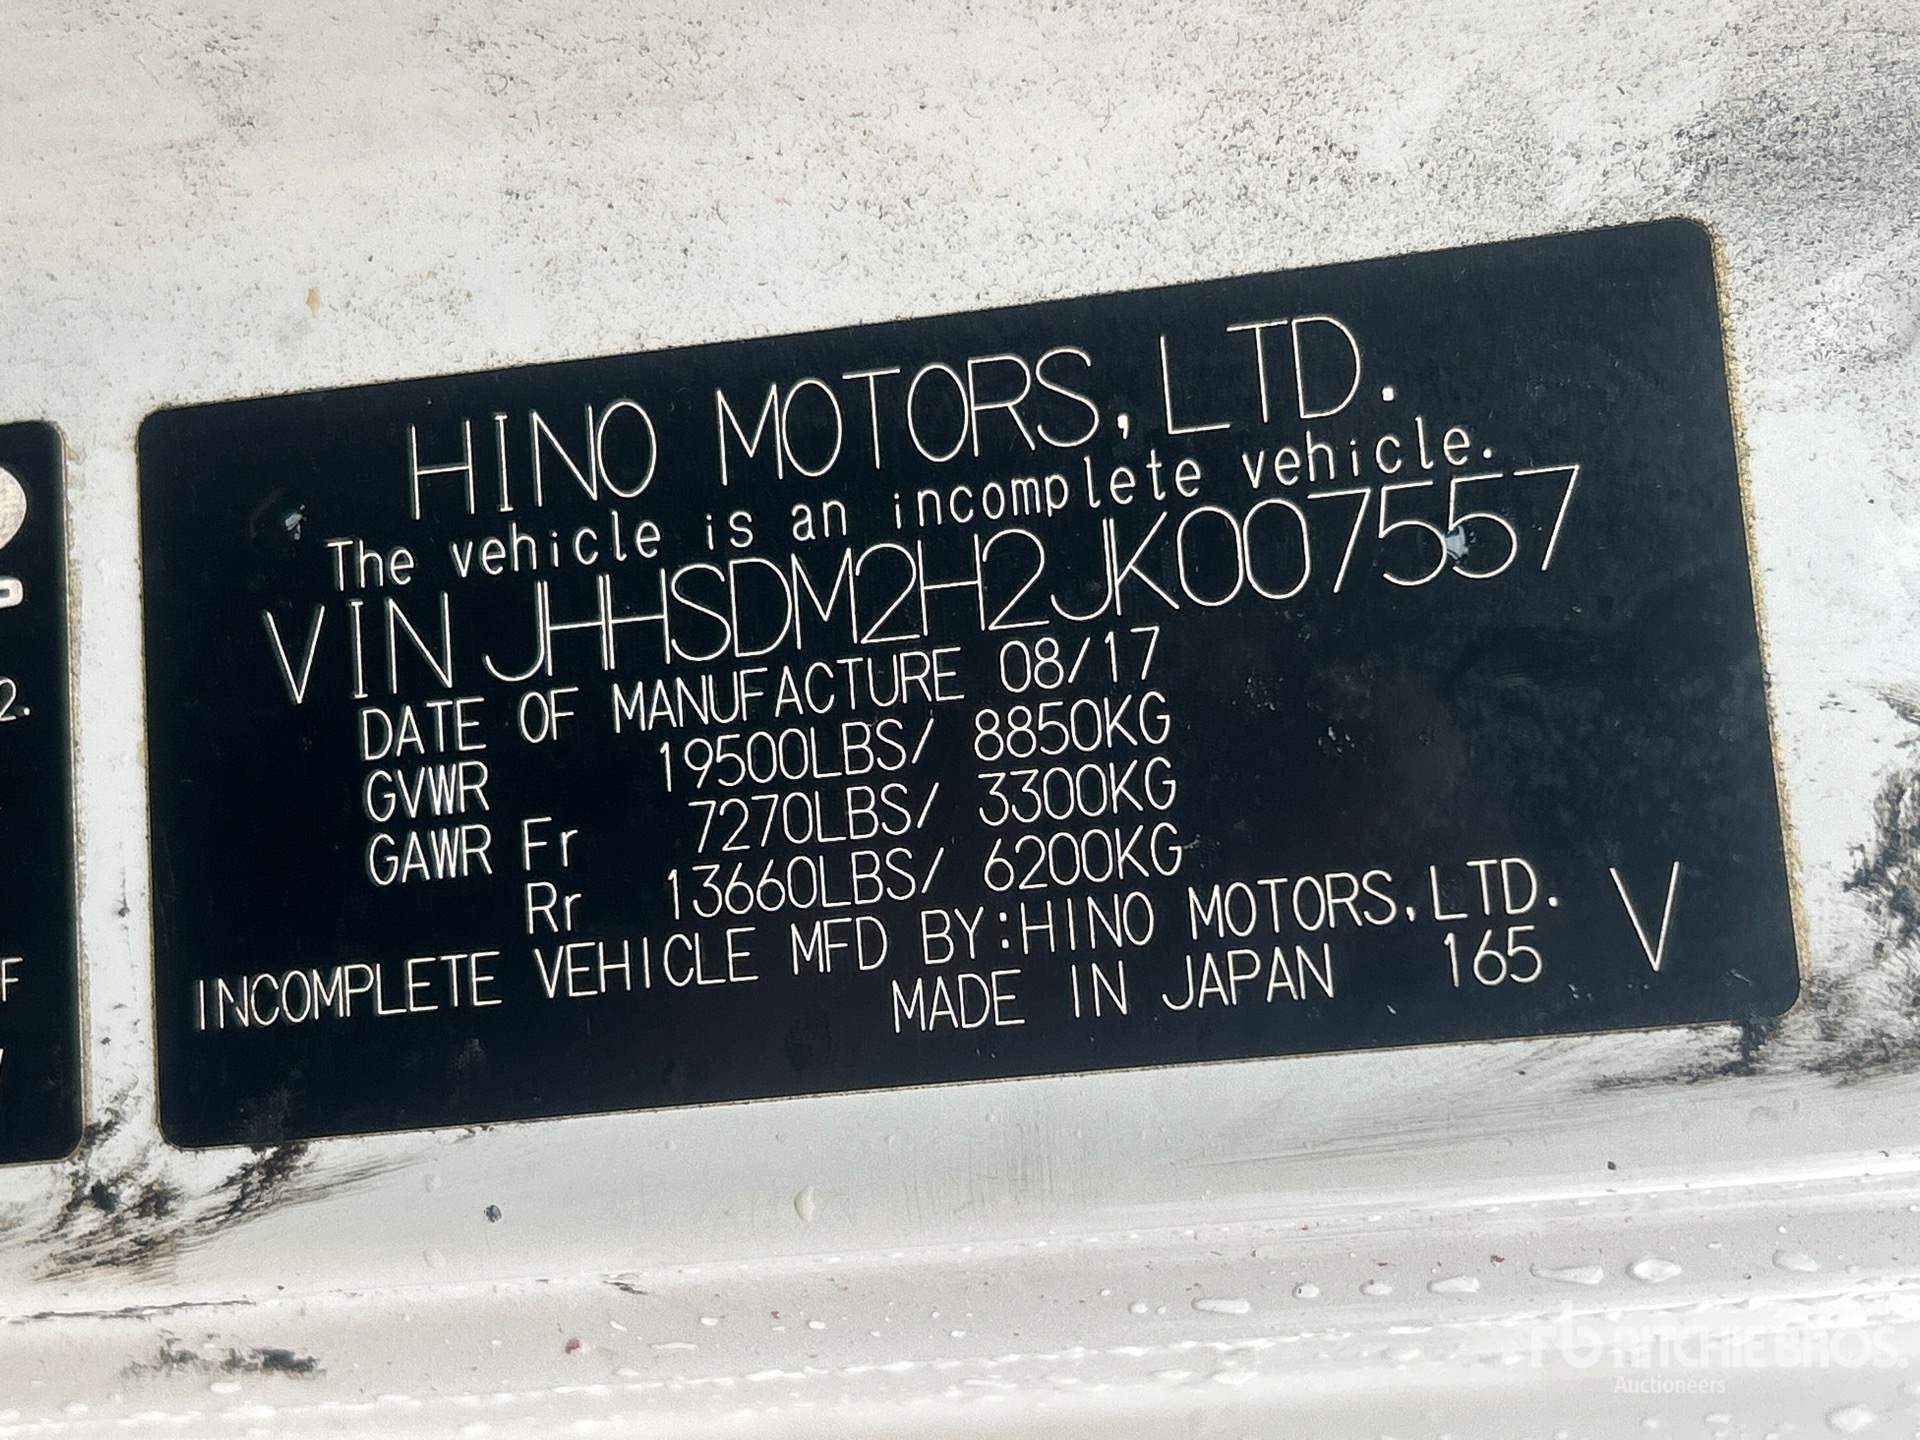 HINO MOTORS, LTD.
The vehicle is an incomplete vehicle.
VIN JHHSDM2H2JK007557
DATE OF MANUFACTURE 08/17
GVWR 19500LBS/ 8850KG
GAWR Fr 7270LBS/ 3300KG
Rr 13660LBS/ 6200KG
INCOMPLETE VEHICLE MFD BY:HINO MOTORS, LTD.
MADE IN JAPAN 165 V
2.
F
rb RITCHIE BROS.
Auctioneers